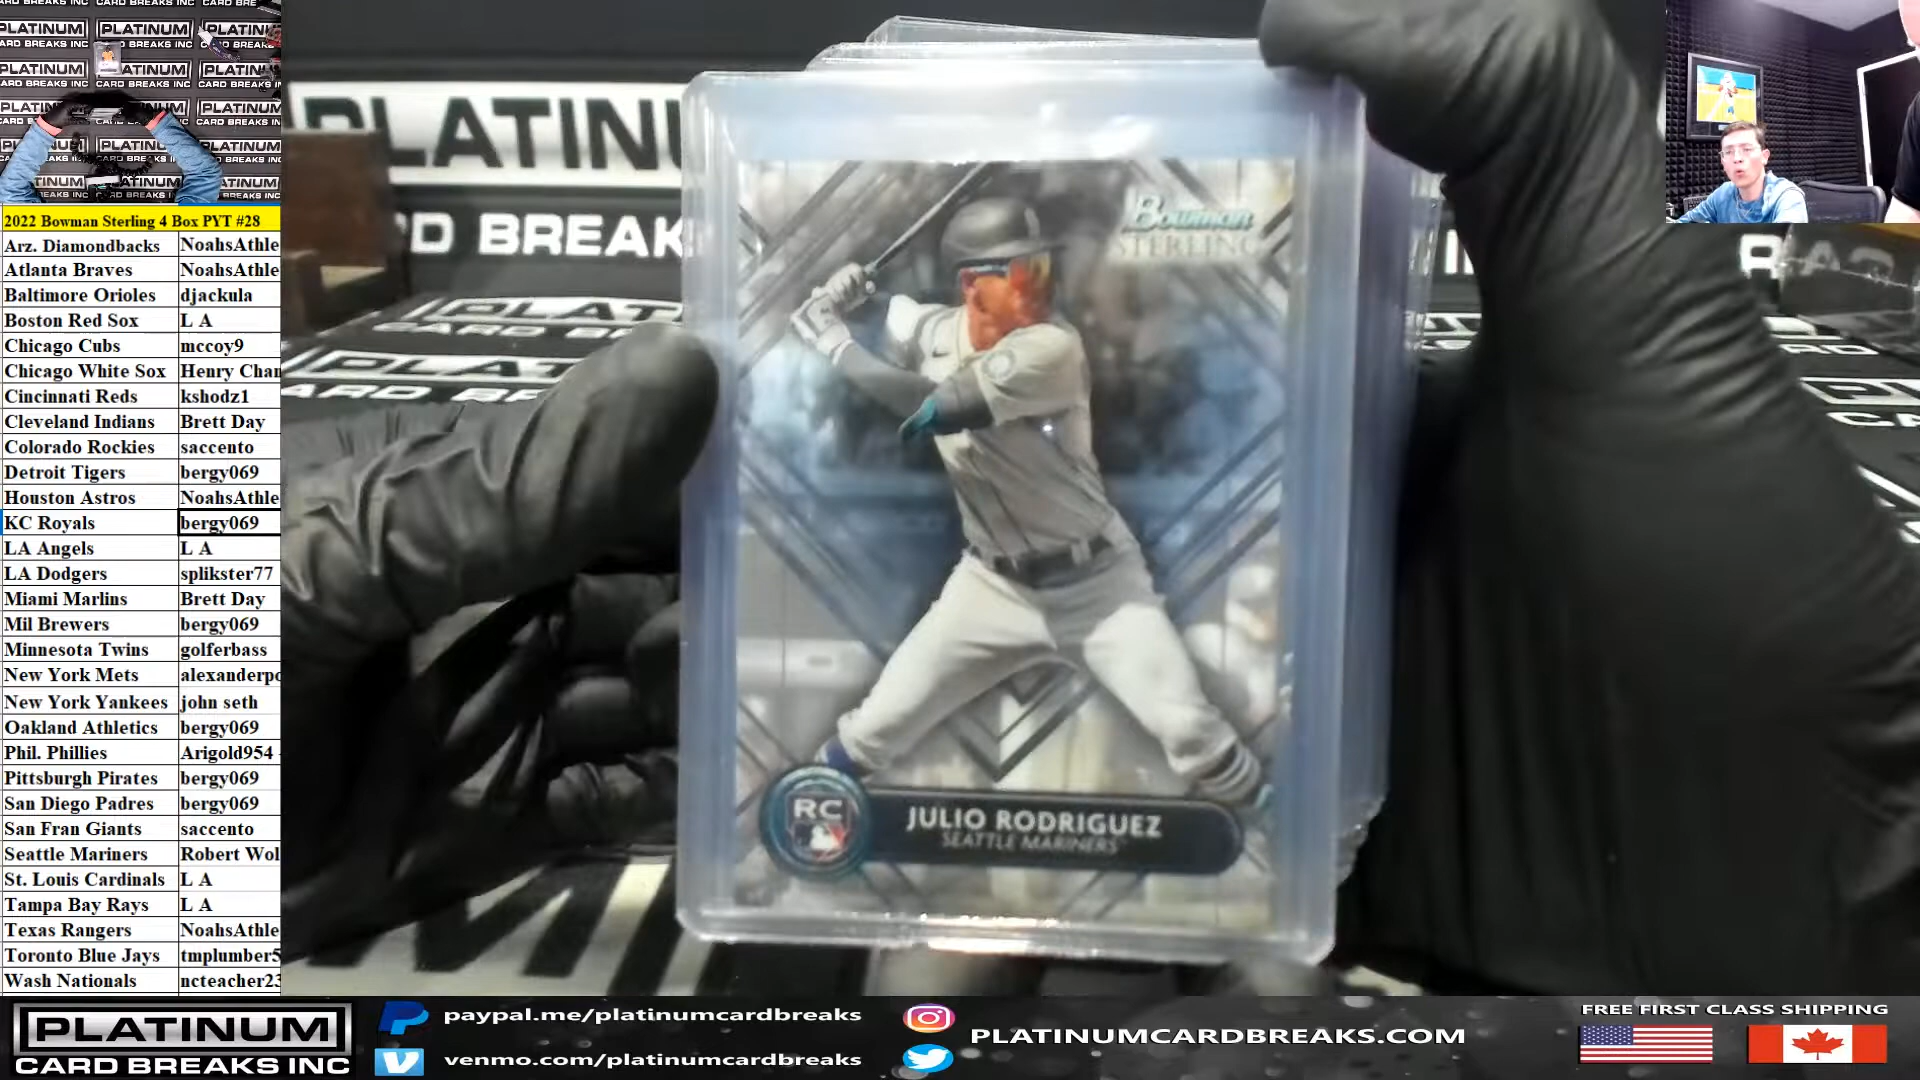 2022 Bowman Sterling 4 Box PYT #28
Arz. Diamondbacks NoahsAthle
Atlanta Braves NoahsAthle
Baltimore Orioles djackula
Boston Red Sox L A
Chicago Cubs mccoy9
Chicago White Sox Henry Chan
Cincinnati Reds kshodz1
Cleveland Indians Brett Day
Colorado Rockies saccento
Detroit Tigers bergy069
Houston Astros NoahsAthle
KC Royals bergy069
LA Angels L A
LA Dodgers splikster77
Miami Marlins Brett Day
Mil Brewers bergy069
Minnesota Twins golferbass
New York Mets alexanderpo
New York Yankees john seth
Oakland Athletics bergy069
Phil. Phillies Arigold954
Pittsburgh Pirates bergy069
San Diego Padres bergy069
San Fran Giants saccento
Seattle Mariners Robert Wol
St. Louis Cardinals L A
Tampa Bay Rays L A
Texas Rangers NoahsAthle
Toronto Blue Jays tmplumber5
Wash Nationals ncteacher23
Bowman
STERLING
RC
JULIO RODRIGUEZ
SEATTLE MARINERS
PLATINUM
CARD BREAKS INC
paypal.me/platinumcardbreaks
venmo.com/platinumcardbreaks
PLATINUMCARDBREAKS.COM
FREE FIRST CLASS SHIPPING